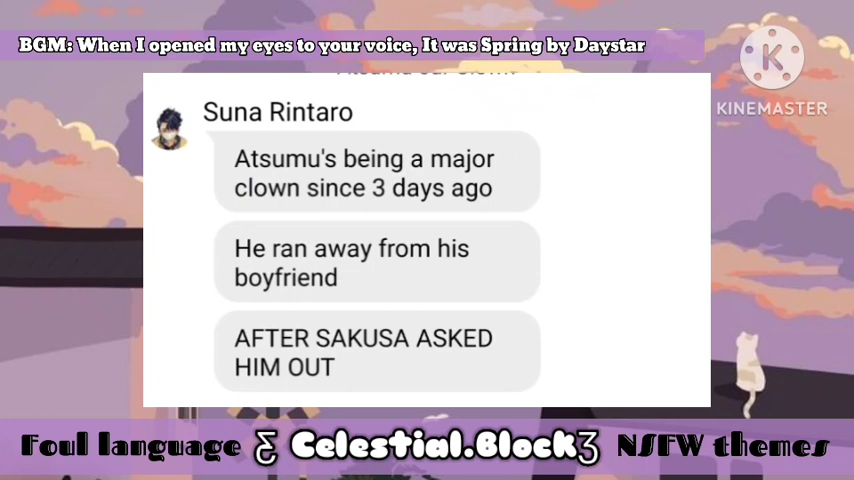 BGM: When I opened my eyes to your voice, It was Spring by Daystar
KINEMASTER
Suna Rintaro
Atsumu's being a major
clown since 3 days ago
He ran away from his
boyfriend
AFTER SAKUSA ASKED
HIM OUT
Foul language ξ Celestial.Block3 NSFW themes